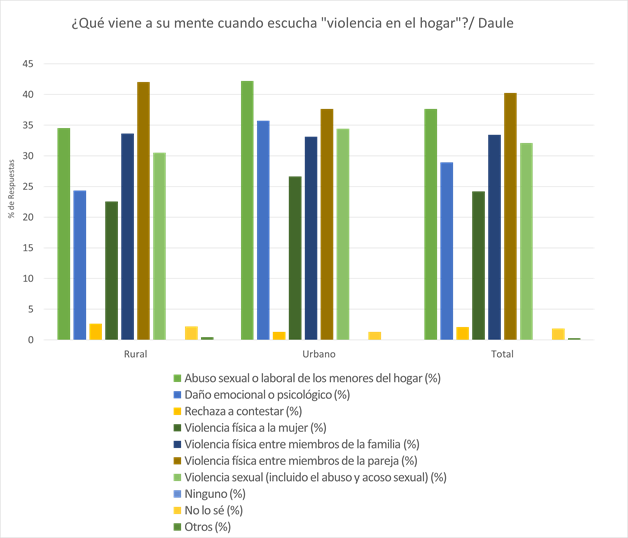 ¿Qué viene a su mente cuando escucha "violencia en el hogar"?/ Daule
45
40
35
30
25
20
15
10
5
0
% de Respuestas
Rural Urbano Total
Abuso sexual o laboral de los menores del hogar (%)
Daño emocional o psicológico (%)
Rechaza a contestar (%)
Violencia física a la mujer (%)
Violencia física entre miembros de la familia (%)
Violencia física entre miembros de la pareja (%)
Violencia sexual (incluido el abuso y acoso sexual) (%)
Ninguno (%)
No lo sé (%)
Otros (%)